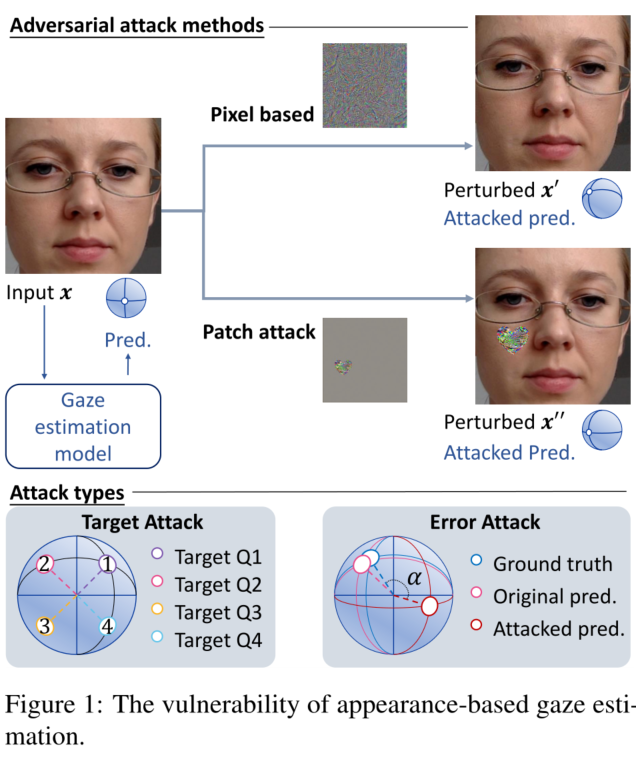 Adversarial attack methods
Pixel based
Perturbed x′
Attacked pred.
Input x
Pred.
Gaze
estimation
model
Patch attack
Perturbed x′′
Attacked Pred.
Attack types
Target Attack
2
1
3
4
Target Q1
Target Q2
Target Q3
Target Q4
Error Attack
α
Ground truth
Original pred.
Attacked pred.
Figure 1: The vulnerability of appearance-based gaze esti-
mation.